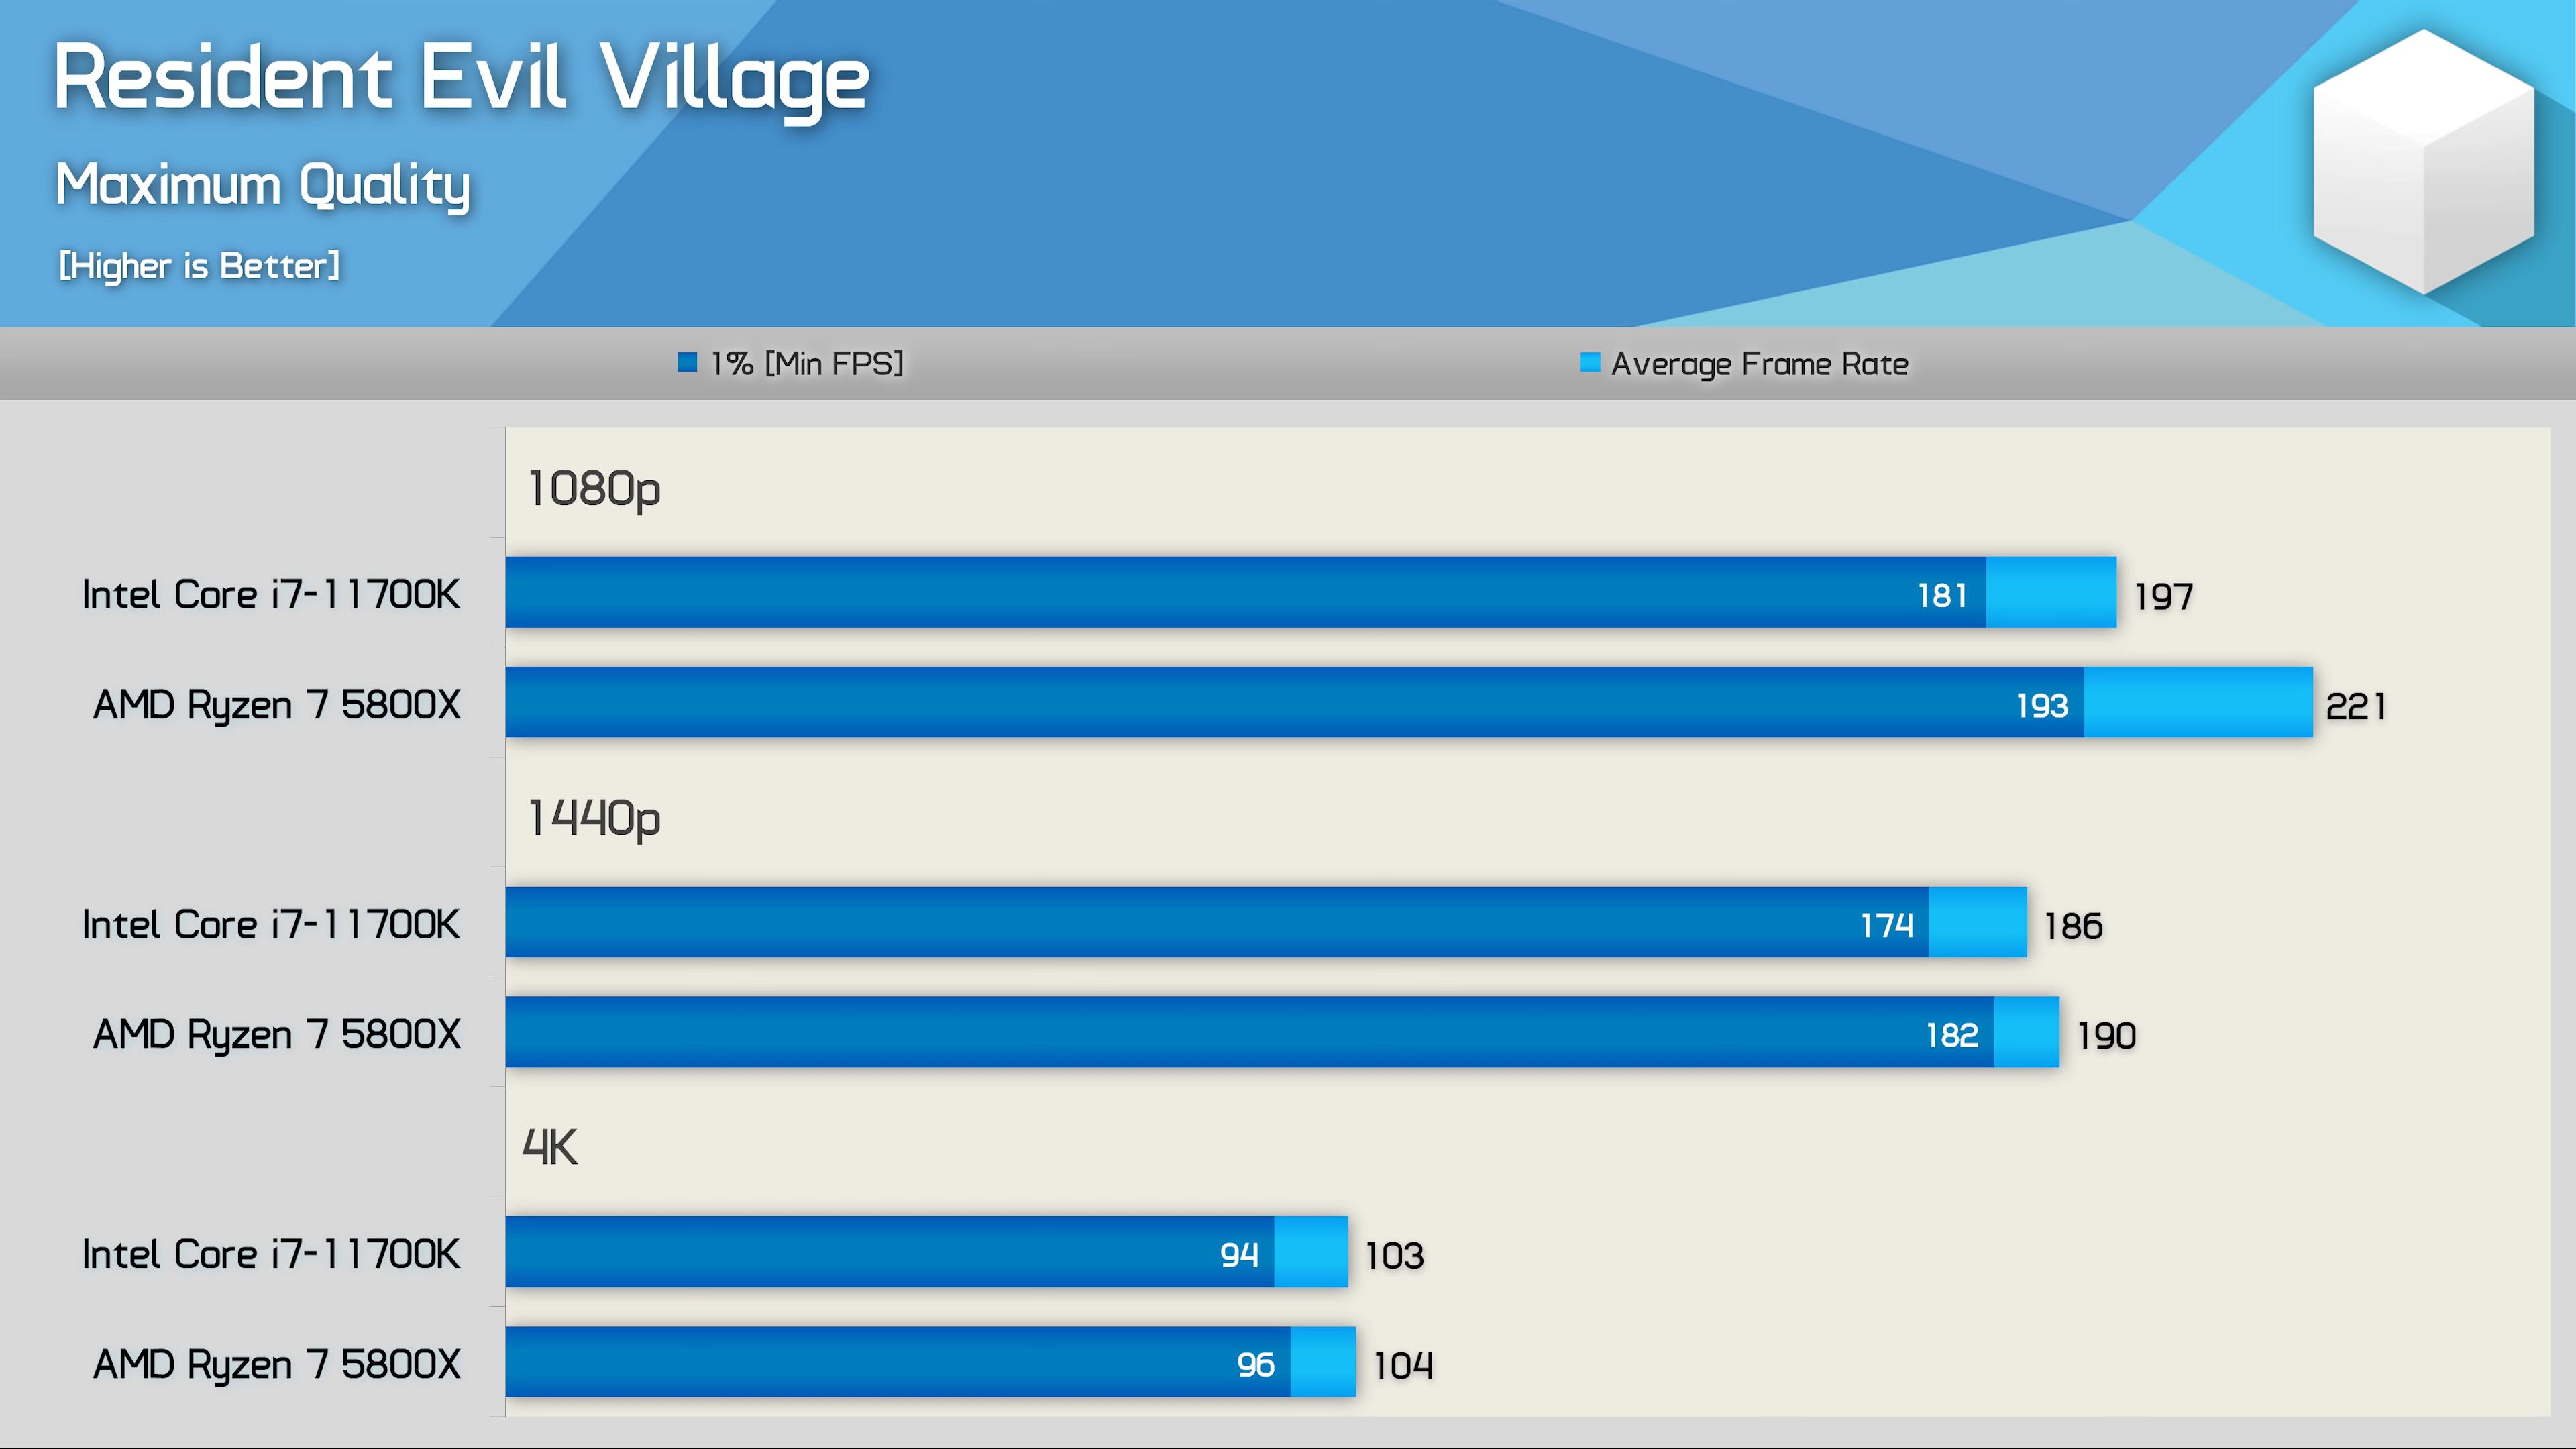 Resident Evil Village
Maximum Quality
[Higher is Better]
1% [Min FPS] Average Frame Rate
1080p
Intel Core i7-11700K 181 197
AMD Ryzen 7 5800X 193 221
1440p
Intel Core i7-11700K 174 186
AMD Ryzen 7 5800X 182 190
4K
Intel Core i7-11700K 94 103
AMD Ryzen 7 5800X 96 104